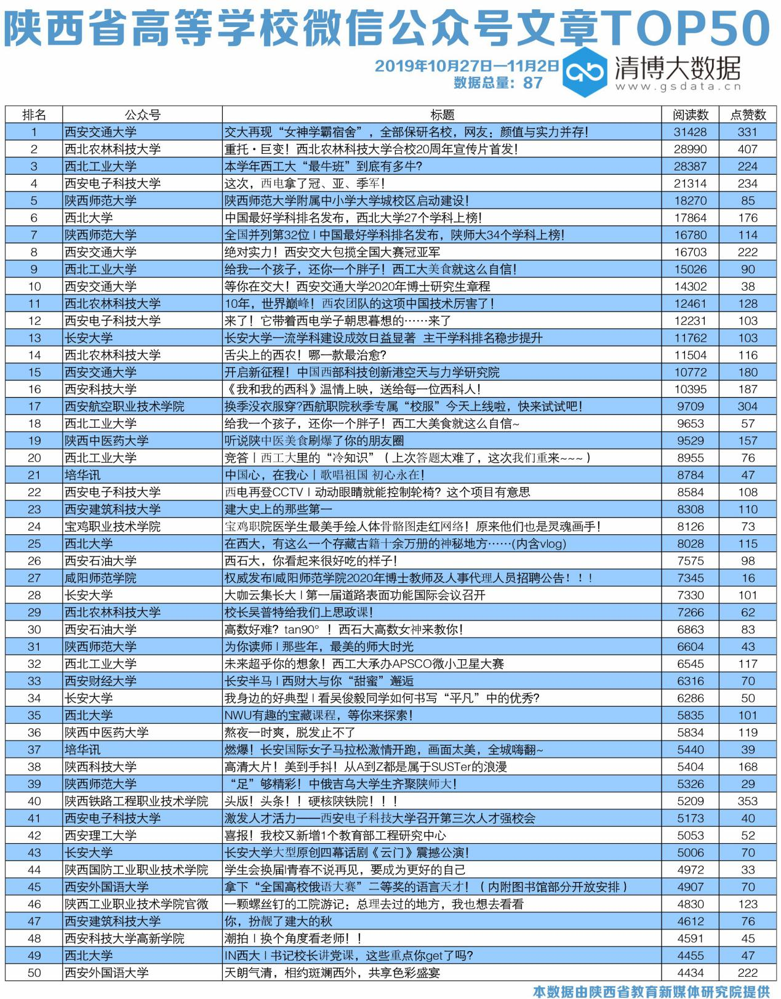 陕西省高等学校微信公众号文章TOP50
2019年10月27日—11月2日
数据总量：87
清博大数据
www.gsdata.cn
排名 公众号 标题 阅读数 点赞数
1 西安交通大学 交大再现“女神学霸宿舍”，全部保研名校，网友：颜值与实力并存！ 31428 331
2 西北农林科技大学 重托·巨变！西北农林科技大学合校20周年宣传片首发！ 28990 407
3 西北工业大学 本学年西工大“最牛班”到底有多牛？ 28387 224
4 西安电子科技大学 这次，西电拿了冠、亚、季军！ 21314 234
5 陕西师范大学 陕西师范大学附属中小学大学城校区启动建设！ 18270 85
6 西北大学 中国最好学科排名发布，西北大学27个学科上榜！ 17864 176
7 陕西师范大学 全国并列第32位 | 中国最好学科排名发布，陕师大34个学科上榜！ 16780 114
8 西安交通大学 绝对实力！西安交大包揽全国大赛冠亚军 16703 222
9 西北工业大学 给我一个孩子，还你一个胖子！西工大美食就这么自信！ 15026 90
10 西安交通大学 等你在交大！西安交通大学2020年博士研究生章程 14302 38
11 西北农林科技大学 10年，世界巅峰！西农团队的这项中国技术厉害了！ 12461 128
12 西安电子科技大学 来了！它带着西电学子朝思暮想的……来了 12231 103
13 长安大学 长安大学一流学科建设成效日益显著 主干学科排名稳步提升 11762 103
14 西北农林科技大学 舌尖上的西农！哪一款最治愈？ 11504 116
15 西安交通大学 开启新征程！中国西部科技创新港空天与力学研究院 10772 180
16 西安科技大学 《我和我的西科》温情上映，送给每一位西科人！ 10395 187
17 西安航空职业技术学院 换季没衣服穿?西航职院秋季专属“校服”今天上线啦，快来试试吧！ 9709 304
18 西北工业大学 给我一个孩子，还你一个胖子！西工大美食就这么自信~ 9653 57
19 陕西中医药大学 听说陕中医美食刷爆了你的朋友圈 9529 157
20 西北工业大学 竞答丨西工大里的“冷知识”（上次答题太难了，这次我们重来~~~） 8955 76
21 培华讯 中国心，在我心丨歌唱祖国 初心永在！ 8784 47
22 西安电子科技大学 西电再登CCTV丨动动眼睛就能控制轮椅？这个项目有意思 8584 108
23 西安建筑科技大学 建大史上的那些第一 8308 110
24 宝鸡职业技术学院 宝鸡职院医学生最美手绘人体骨骼图走红网络！原来他们也是灵魂画手！ 8126 73
25 西北大学 在西大，有这么一个存藏古籍十余万册的神秘地方……(内含vlog) 8028 115
26 西安石油大学 西石大，你看起来很好吃的样子！ 7575 98
27 咸阳师范学院 权威发布|咸阳师范学院2020年博士教师及人事代理人员招聘公告！！！ 7345 16
28 长安大学 大咖云集长大 | 第一届道路表面功能国际会议召开 7330 101
29 西北农林科技大学 校长吴普特给我们上思政课！ 7266 62
30 西安石油大学 高数好难？tan90°！西石大高数女神来教你！ 6863 83
31 陕西师范大学 为你读师 | 那些年，最美的师大时光 6604 43
32 西北工业大学 未来超乎你的想象！西工大承办APSCO微小卫星大赛 6545 117
33 西安财经大学 长安半马 | 西财大与你“甜蜜”邂逅 6316 70
34 长安大学 我身边的好典型 | 看吴俊毅同学如何书写“平凡”中的优秀？ 6286 50
35 西北大学 NWU有趣的宝藏课程，等你来探索！ 5835 101
36 陕西中医药大学 熬夜一时爽，脱发止不了 5834 119
37 培华讯 燃爆！长安国际女子马拉松激情开跑，画面太美，全城嗨翻~ 5440 39
38 陕西科技大学 高清大片！美到手抖！从A到Z都是属于SUSTer的浪漫 5404 168
39 陕西师范大学 “足”够精彩！中俄吉乌大学生齐聚陕师大！ 5326 29
40 陕西铁路工程职业技术学院 头版！头条！！硬核陕铁院！！！ 5209 353
41 西安电子科技大学 激发人才活力——西安电子科技大学召开第三次人才强校会 5173 40
42 西安理工大学 喜报！我校又新增1个教育部工程研究中心 5053 52
43 长安大学 长安大学大型原创四幕话剧《云门》震撼公演！ 5006 70
44 陕西国防工业职业技术学院 学生会换届|青春不说再见，要成为更好的自己 4972 33
45 西安外国语大学 拿下“全国高校俄语大赛”二等奖的语言天才！（内附图书馆部分开放安排） 4907 70
46 陕西工业职业技术学院官微 一颗螺丝钉的工院游记：总理去过的地方，我也想去看看 4830 123
47 西安建筑科技大学 你，扮靓了建大的秋 4612 76
48 西安科技大学高新学院 潮拍丨换个角度看老师！！ 4591 45
49 西北大学 IN西大 | 书记校长讲党课，这些重点你get了吗？ 4455 47
50 西安外国语大学 天朗气清，相约斑斓西外，共享色彩盛宴 4434 222
本数据由陕西省教育新媒体研究院提供